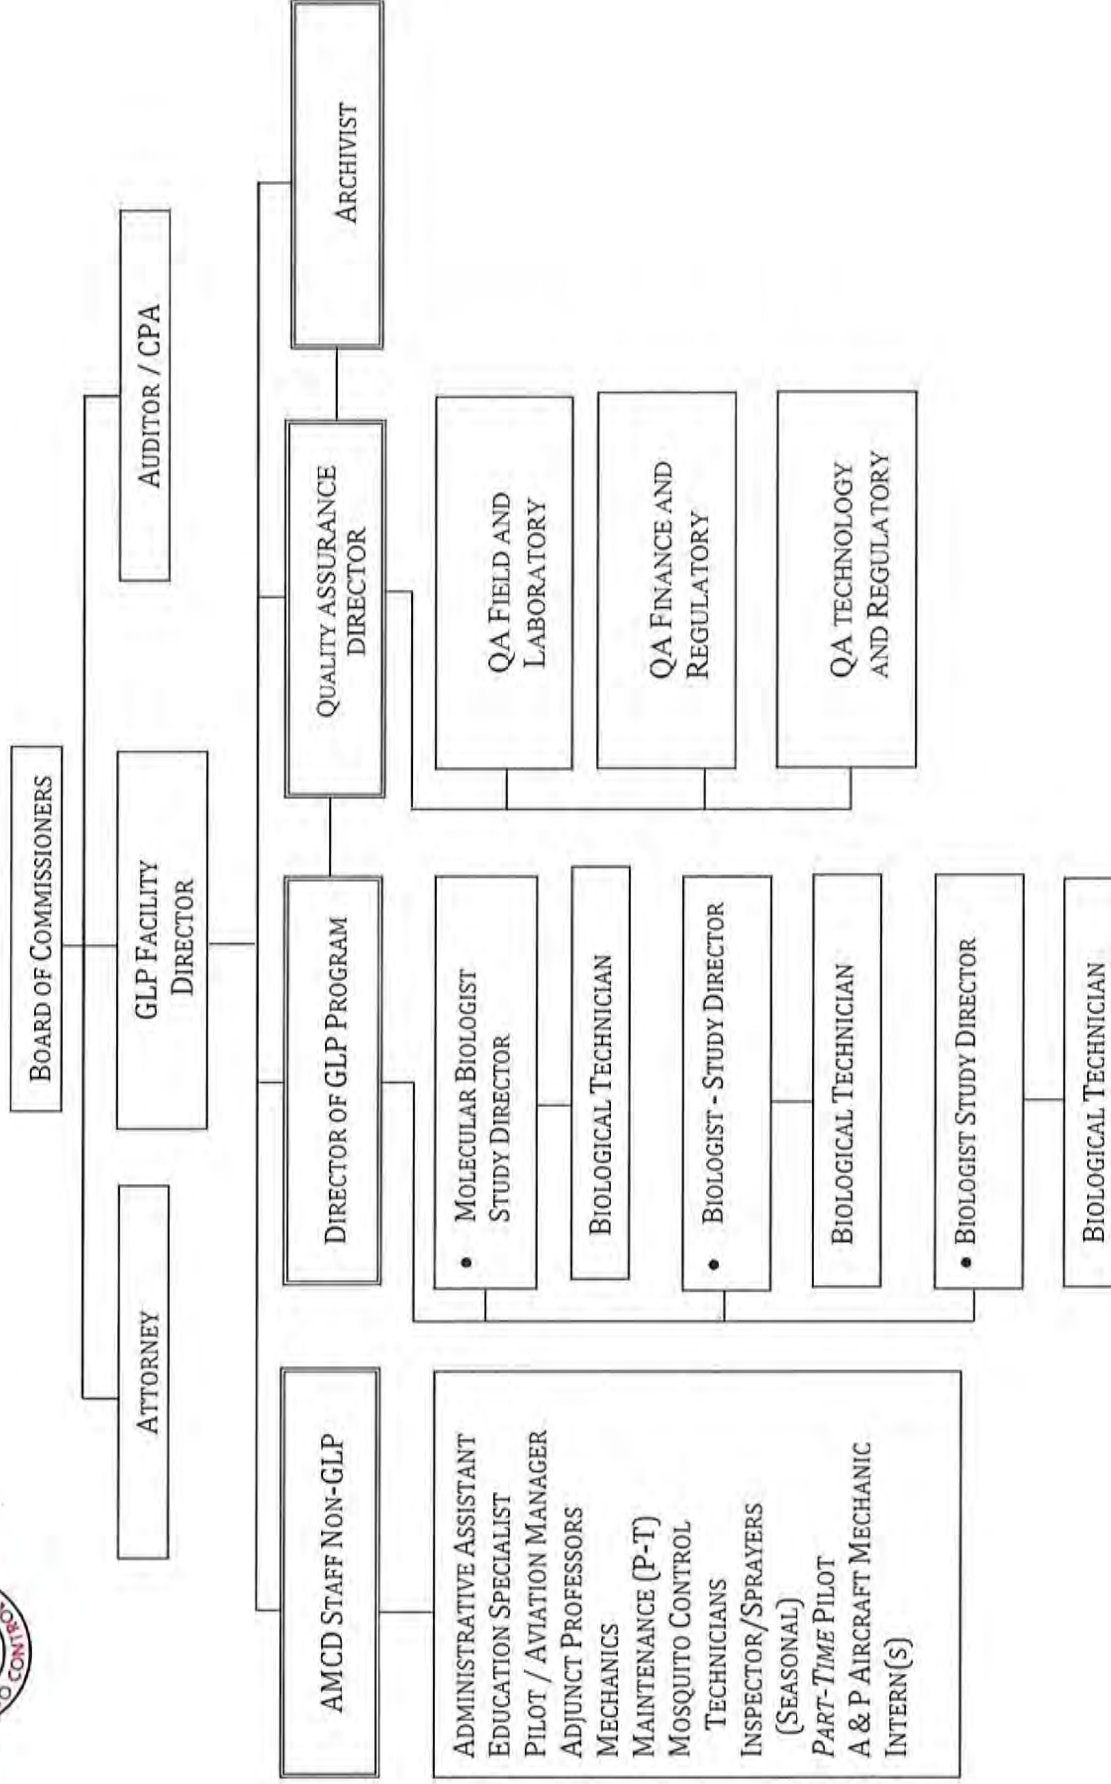 BOARD OF COMMISSIONERS
ATTORNEY
GLP FACILITY
DIRECTOR
AUDITOR / CPA
AMCD STAFF NON-GLP
DIRECTOR OF GLP PROGRAM
QUALITY ASSURANCE
DIRECTOR
ARCHIVIST
ADMINISTRATIVE ASSISTANT
EDUCATION SPECIALIST
PILOT / AVIATION MANAGER
ADJUNCT PROFESSORS
MECHANICS
MAINTENANCE (P-T)
MOSQUITO CONTROL
TECHNICIANS
INSPECTOR/SPRAYERS
(SEASONAL)
PART-TIME PILOT
A & P AIRCRAFT MECHANIC
INTERN(S)
• MOLECULAR BIOLOGIST
STUDY DIRECTOR
BIOLOGICAL TECHNICIAN
• BIOLOGIST - STUDY DIRECTOR
BIOLOGICAL TECHNICIAN
• BIOLOGIST STUDY DIRECTOR
BIOLOGICAL TECHNICIAN
QA FIELD AND
LABORATORY
QA FINANCE AND
REGULATORY
QA TECHNOLOGY
AND REGULATORY
CONTROL